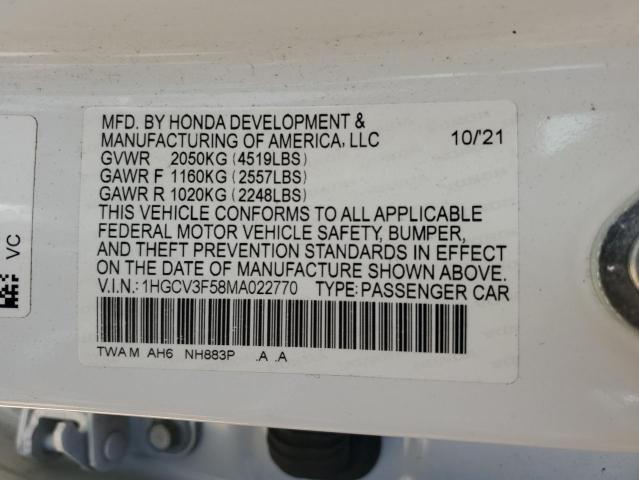 MFD. BY HONDA DEVELOPMENT &
MANUFACTURING OF AMERICA, LLC 10/21
GVWR 2050KG (4519LBS)
GAWR F 1160KG (2557LBS)
GAWR R 1020KG (2248LBS)
THIS VEHICLE CONFORMS TO ALL APPLICABLE
FEDERAL MOTOR VEHICLE SAFETY, BUMPER,
AND THEFT PREVENTION STANDARDS IN EFFECT
ON THE DATE OF MANUFACTURE SHOWN ABOVE.
V.I.N.: 1HGCV3F58MA022770 TYPE: PASSENGER CAR
TWA M AH6 NH883P .A .A
VC